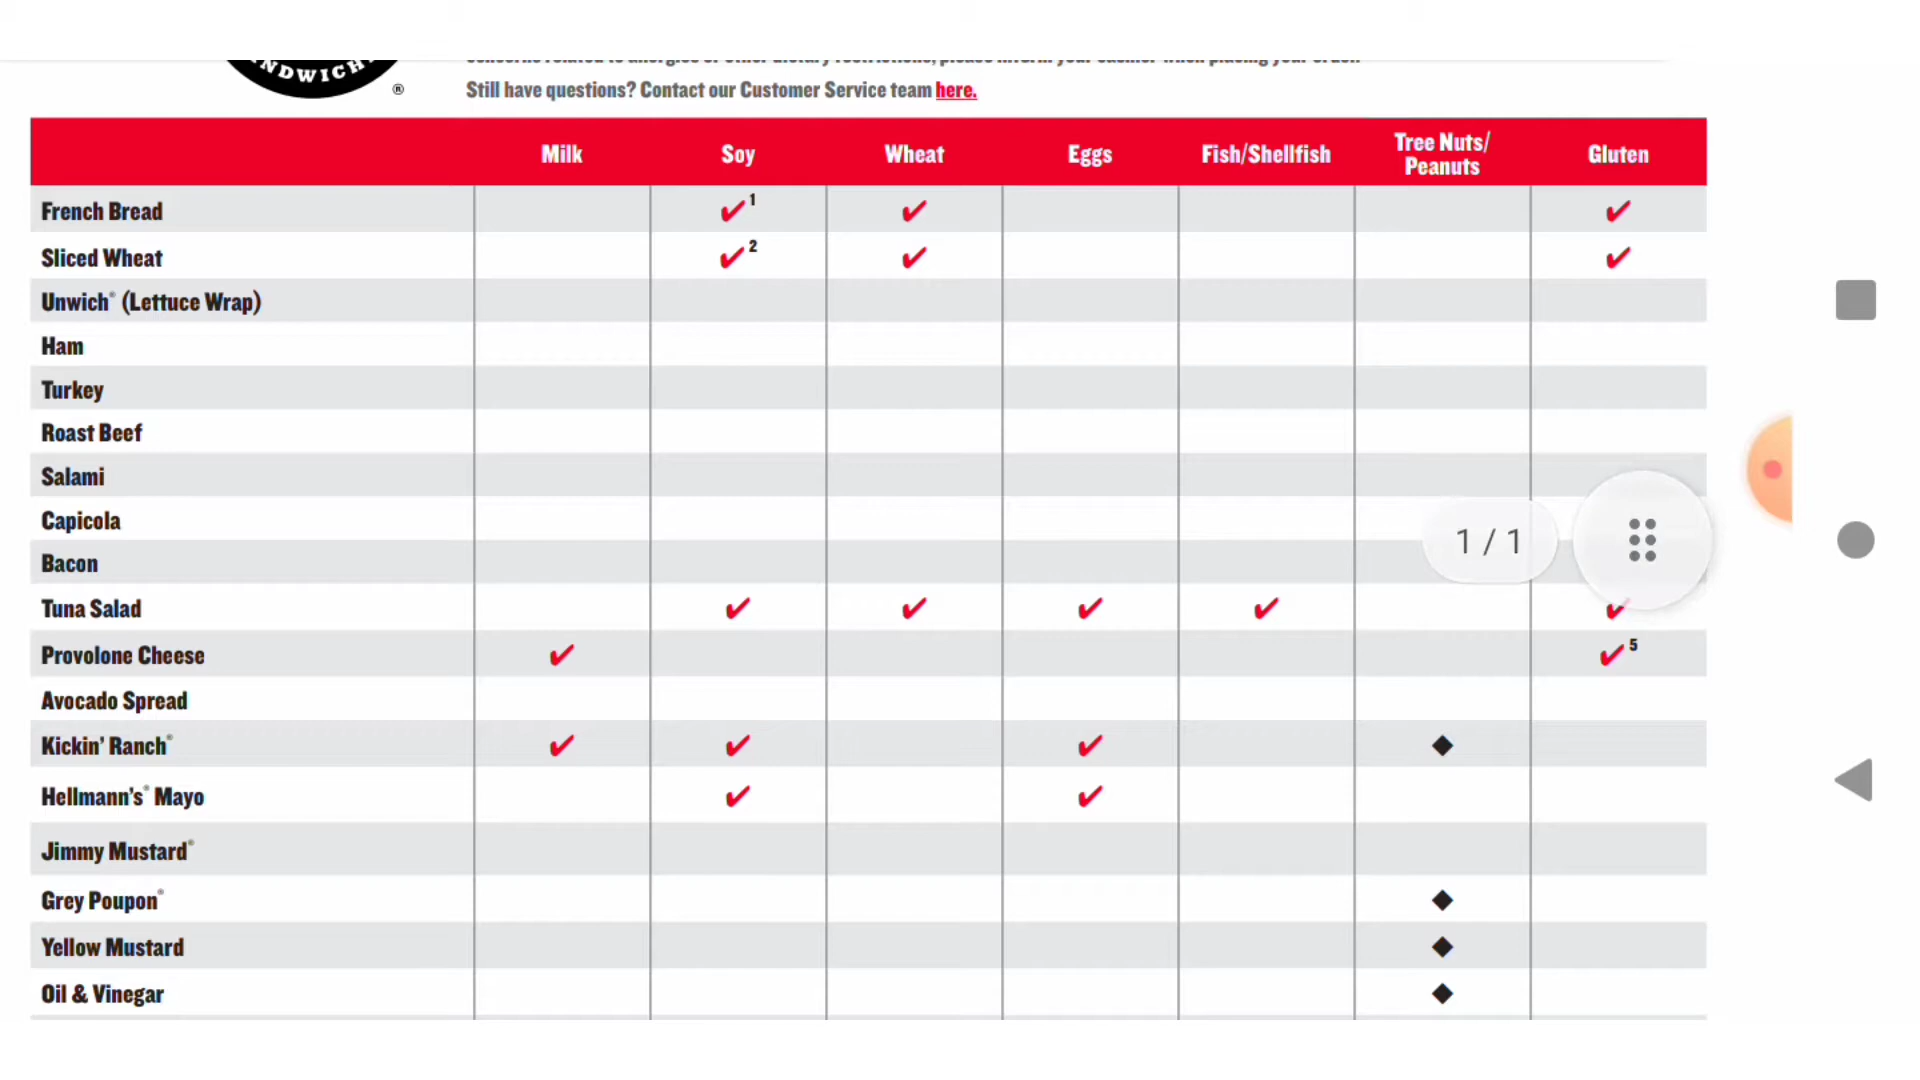 NDWICH
®
Still have questions? Contact our Customer Service team here.
Milk Soy Wheat Eggs Fish/Shellfish Tree Nuts/ Peanuts Gluten
French Bread ✔1 ✔ ✔
Sliced Wheat ✔2 ✔ ✔
Unwich® (Lettuce Wrap)
Ham
Turkey
Roast Beef
Salami
Capicola
1 / 1
Bacon
Tuna Salad ✔ ✔ ✔ ✔ ✔
Provolone Cheese ✔ ✔5
Avocado Spread
Kickin' Ranch® ✔ ✔ ✔ ◆
Hellmann's® Mayo ✔ ✔
Jimmy Mustard®
Grey Poupon® ◆
Yellow Mustard ◆
Oil & Vinegar ◆